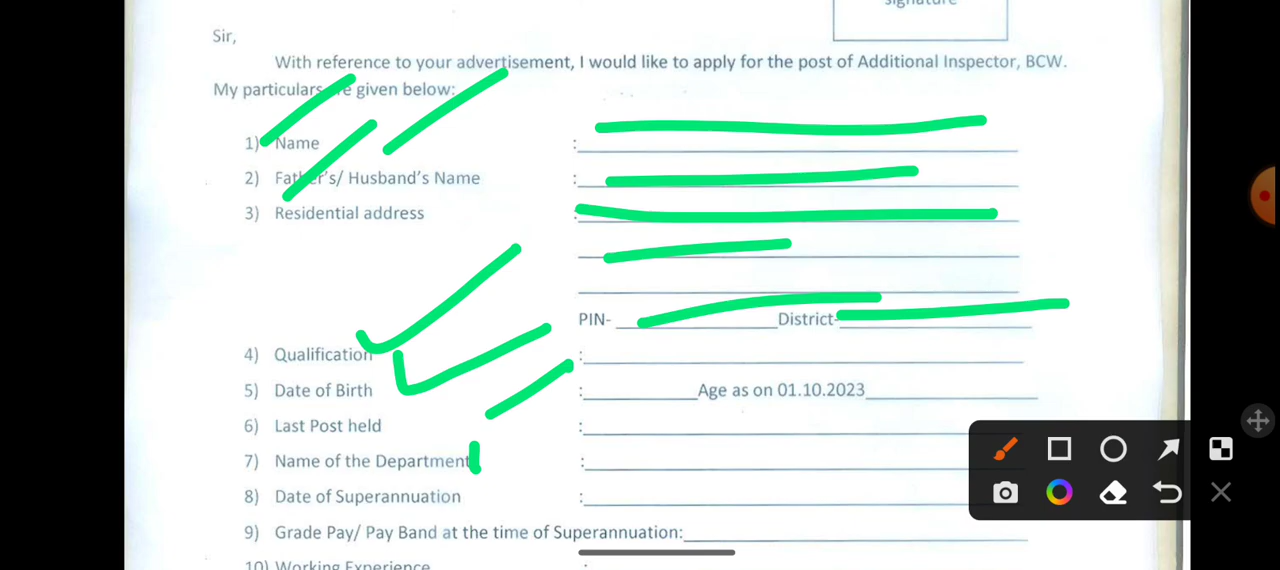 signature
Sir,
With reference to your advertisement, I would like to apply for the post of Additional Inspector, BCW.
My particulars are given below:
1) Name :
2) Father's/ Husband's Name :
3) Residential address :
PIN- District-
4) Qualification :
5) Date of Birth : Age as on 01.10.2023
6) Last Post held :
7) Name of the Department :
8) Date of Superannuation :
9) Grade Pay/ Pay Band at the time of Superannuation:
10) Working Experience :